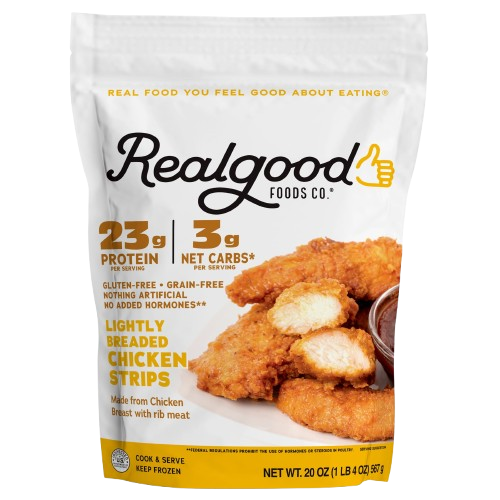 REAL FOOD YOU FEEL GOOD ABOUT EATING®
Realgood
FOODS CO.®
23g
PROTEIN
PER SERVING
3g
NET CARBS*
PER SERVING
GLUTEN-FREE • GRAIN-FREE
NOTHING ARTIFICIAL
NO ADDED HORMONES**
LIGHTLY
BREADED
CHICKEN
STRIPS
Made from Chicken
Breast with rib meat
**FEDERAL REGULATIONS PROHIBIT THE USE OF HORMONES OR STEROIDS IN POULTRY
COOK & SERVE
KEEP FROZEN
NET WT. 20 OZ (1 LB 4 OZ) 567g